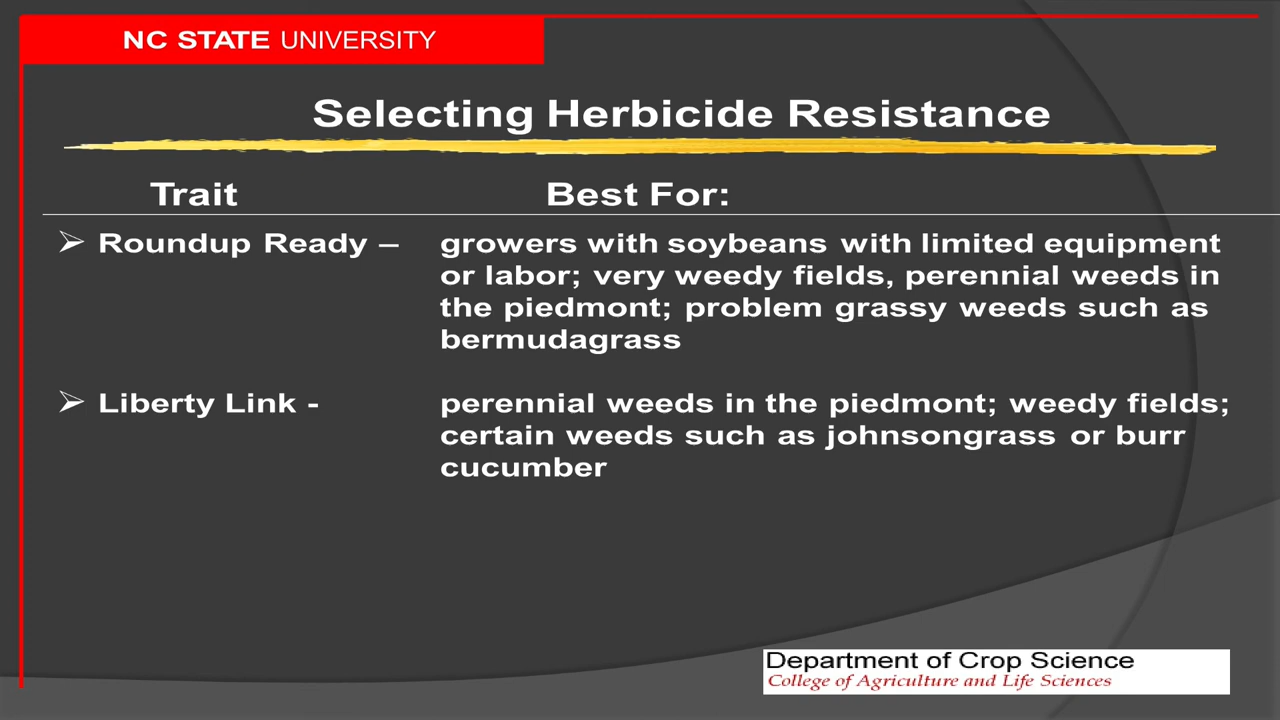 NC STATE UNIVERSITY
Selecting Herbicide Resistance
Trait Best For:
➢ Roundup Ready – growers with soybeans with limited equipment
or labor; very weedy fields, perennial weeds in
the piedmont; problem grassy weeds such as
bermudagrass
➢ Liberty Link - perennial weeds in the piedmont; weedy fields;
certain weeds such as johnsongrass or burr
cucumber
Department of Crop Science
College of Agriculture and Life Sciences